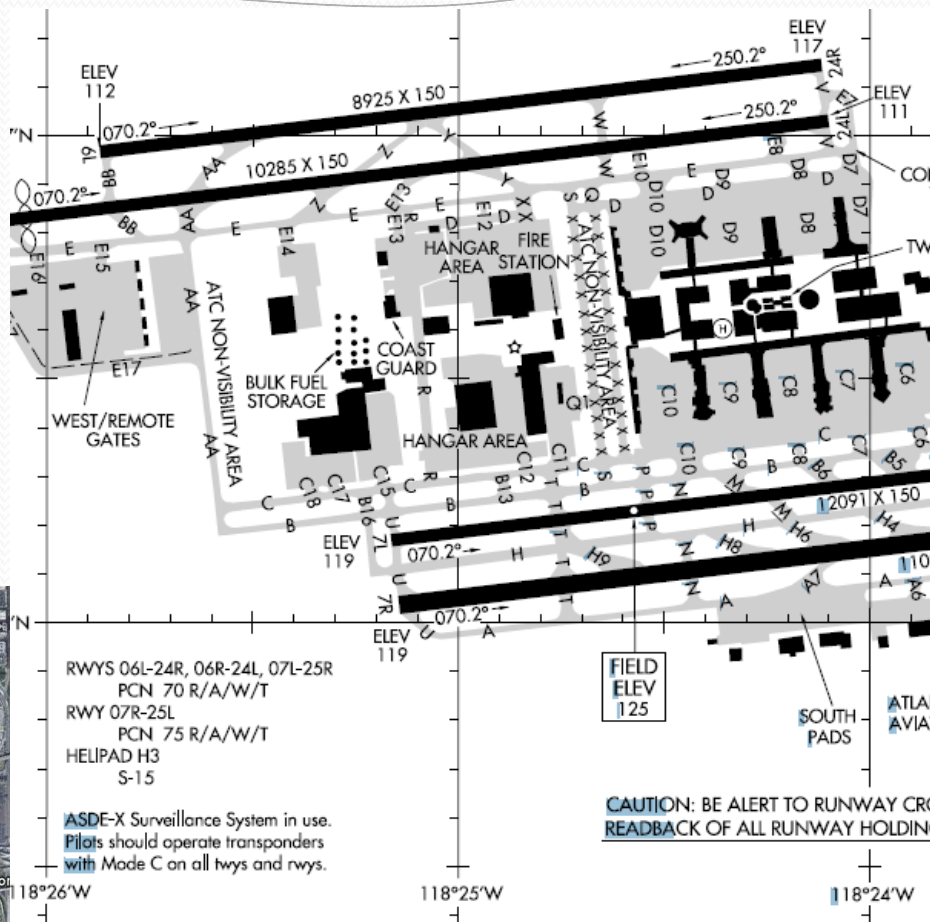 ELEV
117
24R
250.2°
ELEV
112
8925 X 150
V
E7
ELEV
111
070.2°
W
250.2°
24L
'N
6L
Y
Z
AA
E8
V
BB
10285 X 150
W
E10
E
D9
D8
D
D7
070.2°
Z
E13
Y
S
Q
D10
D
BB
AA
E
E
E
E12
D
X X
D
R
E
E15
E14
E13
HANGAR
AREA
FIRE
STATION
D10
D9
D8
D7
E16
AA
ATC NON-VISIBILITY AREA
ATC NON-VISIBILITY AREA
H
COAST
GUARD
E17
BULK FUEL
STORAGE
R
Q1
C10
C9
C8
C7
C6
WEST/REMOTE
GATES
AA
HANGAR AREA
C
C
C18
C17
C15
C
R
C12
C11
C
S
P
C10
C9
B
C8
B6
C7
B5
C6
B
B16
B
B13
T
B
P
N
M
12091 X 150
U
7L
ELEV
119
070.2°
H
T
H9
P
N
H8
H
M
H6
H4
U
T
T
N
A
A7
A
A6
110
7R
070.2°
'N
ELEV
119
U
A
RWYS 06L-24R, 06R-24L, 07L-25R
PCN 70 R/A/W/T
RWY 07R-25L
PCN 75 R/A/W/T
HELIPAD H3
S-15
FIELD
ELEV
125
SOUTH
PADS
ATLA
AVIA
ASDE-X Surveillance System in use.
Pilots should operate transponders
with Mode C on all twys and rwys.
CAUTION: BE ALERT TO RUNWAY CRO
READBACK OF ALL RUNWAY HOLDING
118°26'W
118°25'W
118°24'W